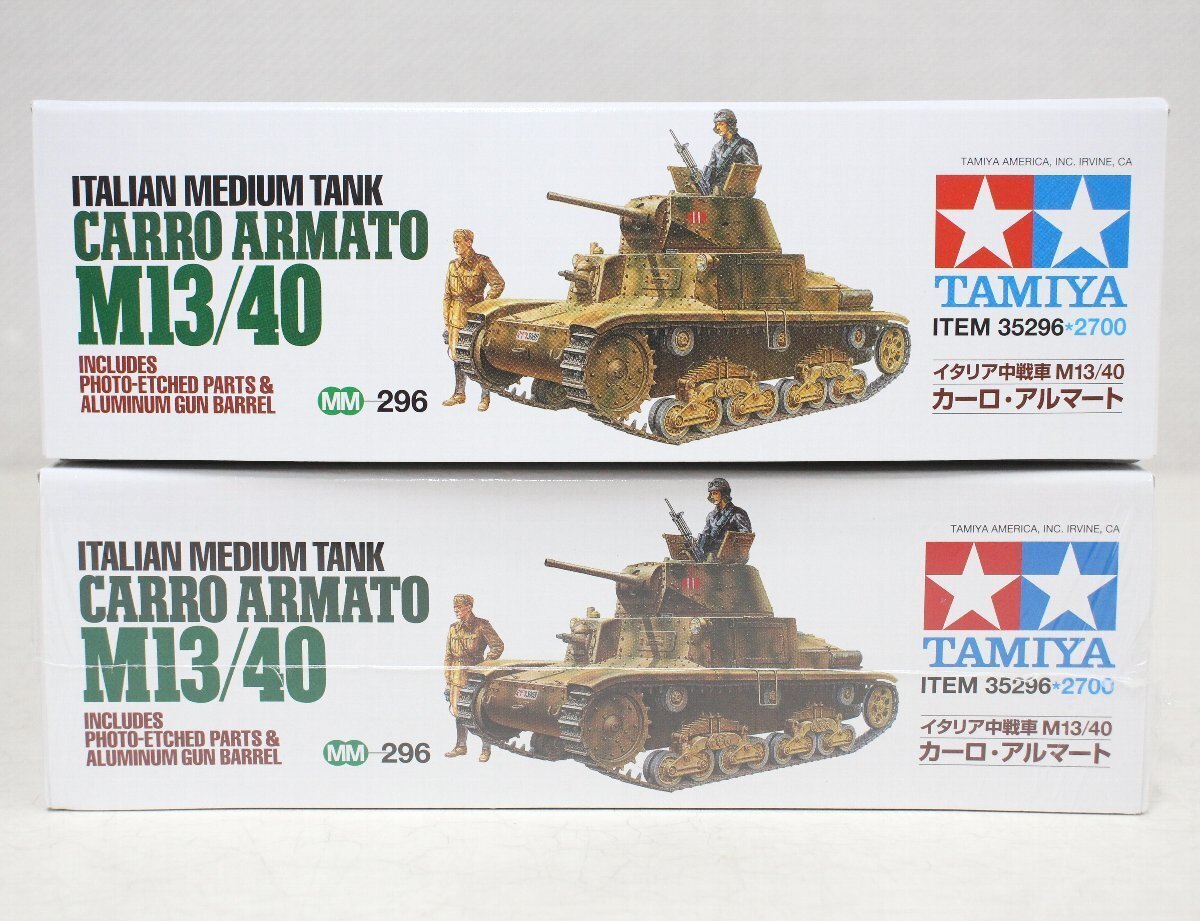 ITALIAN MEDIUM TANK
CARRO ARMATO
M13/40
INCLUDES
PHOTO-ETCHED PARTS &
ALUMINUM GUN BARREL
MM 296
II
TAMIYA AMERICA, INC. IRVINE, CA
TAMIYA
ITEM 35296*2700
イタリア中戦車 M13/40
カーロ・アルマート
ITALIAN MEDIUM TANK
CARRO ARMATO
M13/40
INCLUDES
PHOTO-ETCHED PARTS &
ALUMINUM GUN BARREL
MM 296
II
TAMIYA AMERICA, INC. IRVINE, CA
TAMIYA
ITEM 35296*2700
イタリア中戦車 M13/40
カーロ・アルマート